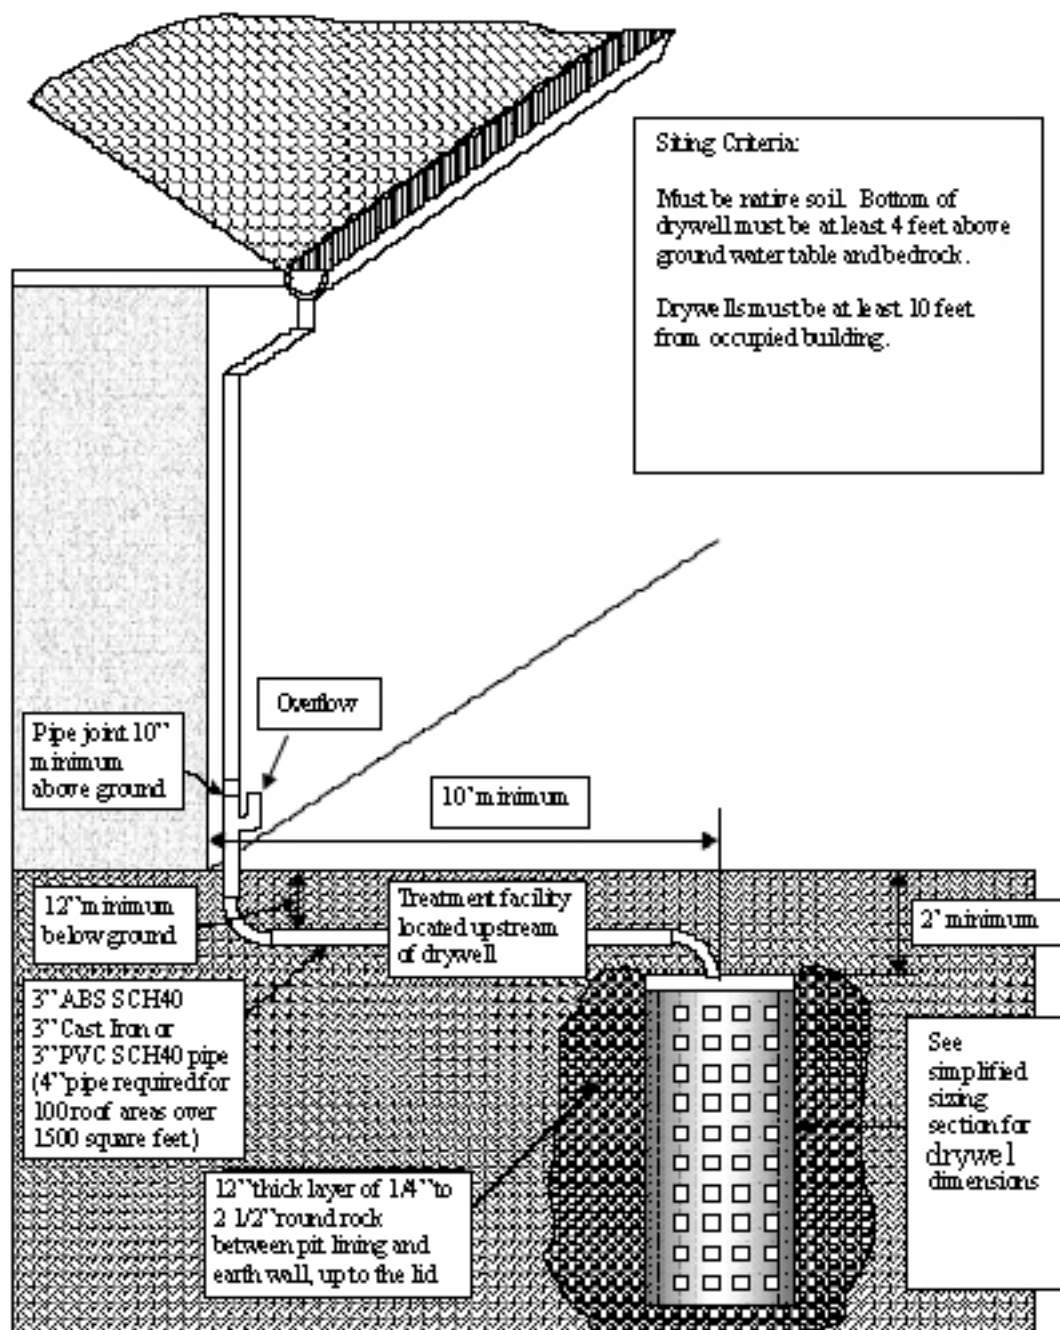 Siting Criteria:
Must be native soil. Bottom of
drywell must be at least 4 feet above
ground water table and bedrock.
Drywells must be at least 10 feet
from occupied building.
Overflow
Pipe joint 10"
minimum
above ground
10' minimum
12" minimum
below ground
Treatment facility
located upstream
of drywell
2' minimum
3" ABS SCH40
3" Cast Iron or
3" PVC SCH40 pipe
(4" pipe required for
100 roof areas over
1500 square feet.)
See
simplified
sizing
section for
drywel
dimensions
12" thick layer of 1/4" to
2 1/2" round rock
between pit lining and
earth wall, up to the lid